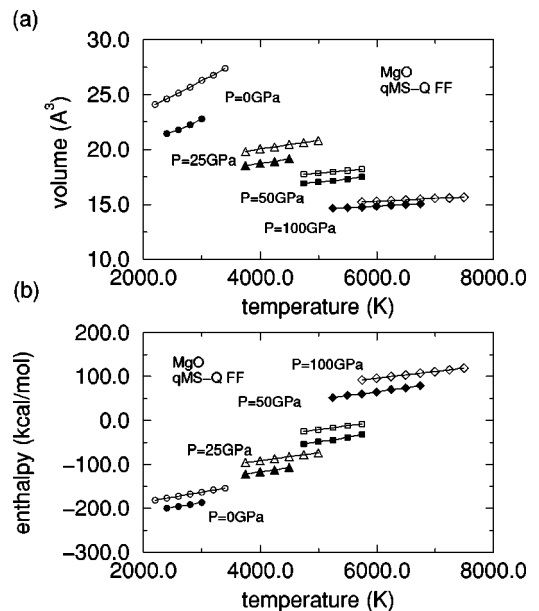 (a)
30.0
25.0
20.0
15.0
10.0
volume (A³)
MgO
qMS-Q FF
P=0GPa
P=25GPa
P=50GPa
P=100GPa
2000.0 4000.0 6000.0 8000.0
temperature (K)
(b)
200.0
100.0
0.0
-100.0
-200.0
-300.0
enthalpy (kcal/mol)
MgO
qMS-Q FF
P=100GPa
P=50GPa
P=25GPa
P=0GPa
2000.0 4000.0 6000.0 8000.0
temperature (K)